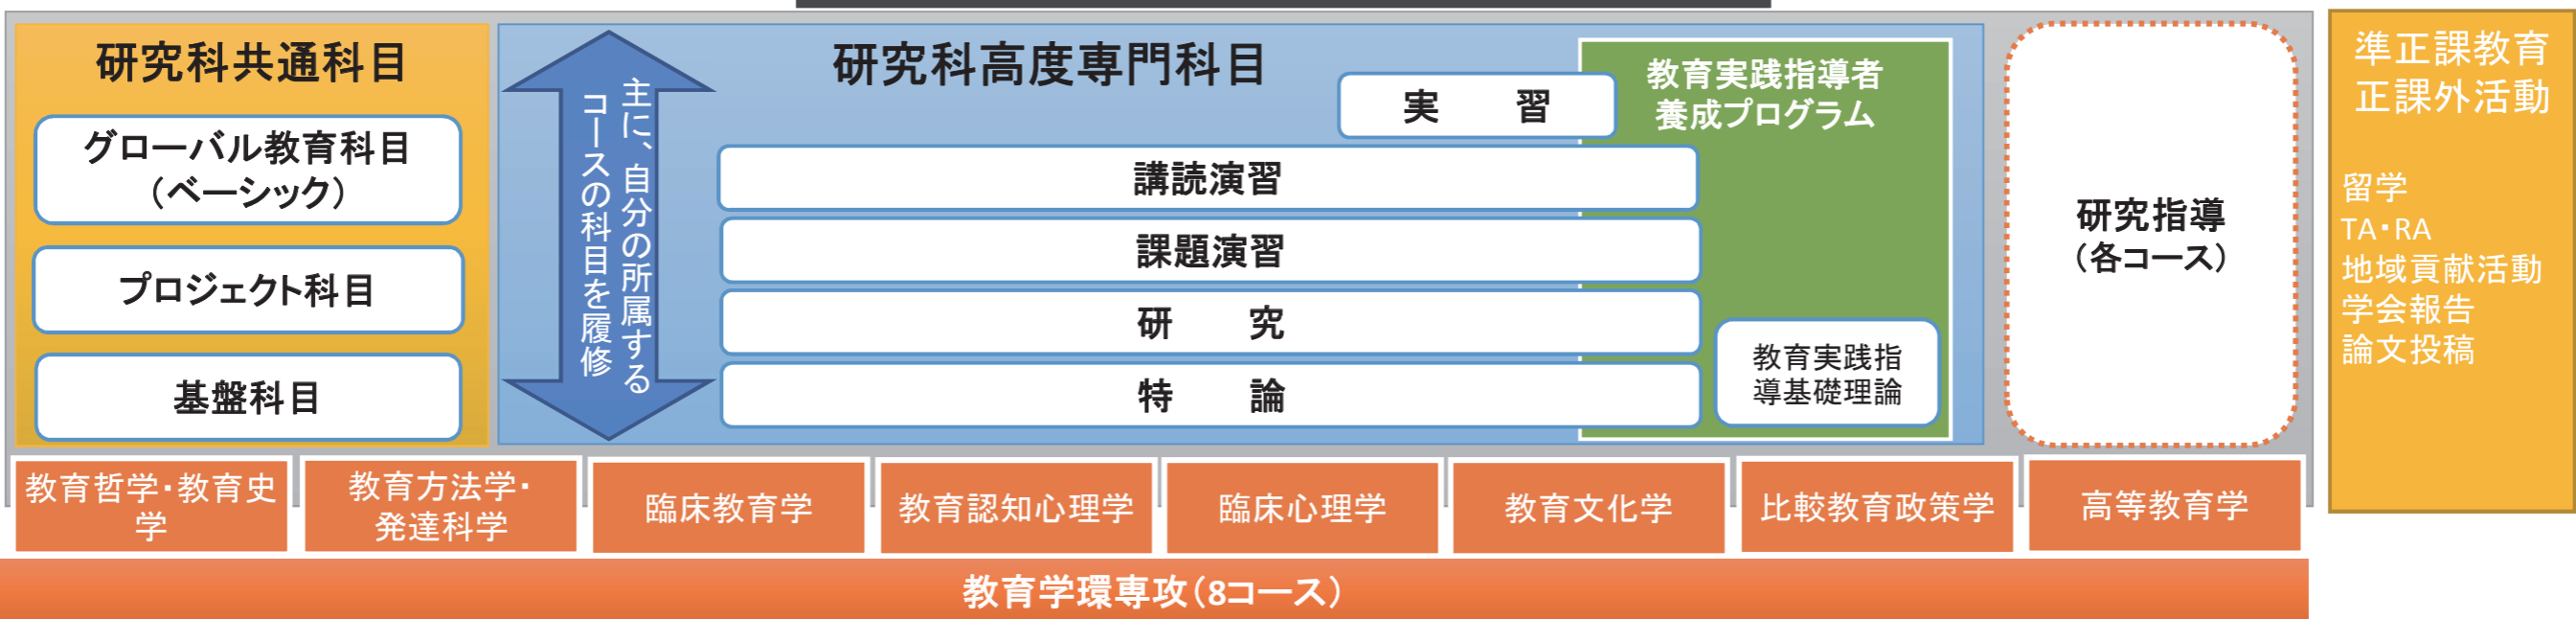 研究科共通科目
グローバル教育科目
（ベーシック）
プロジェクト科目
基盤科目
主に、自分の所属する
コースの科目を履修
研究科高度専門科目
実　習
講読演習
課題演習
研　究
特　論
教育実践指導者
養成プログラム
教育実践指
導基礎理論
研究指導
（各コース）
準正課教育
正課外活動
留学
TA・RA
地域貢献活動
学会報告
論文投稿
教育哲学・教育史
学
教育方法学・
発達科学
臨床教育学
教育認知心理学
臨床心理学
教育文化学
比較教育政策学
高等教育学
教育学環専攻（8コース）